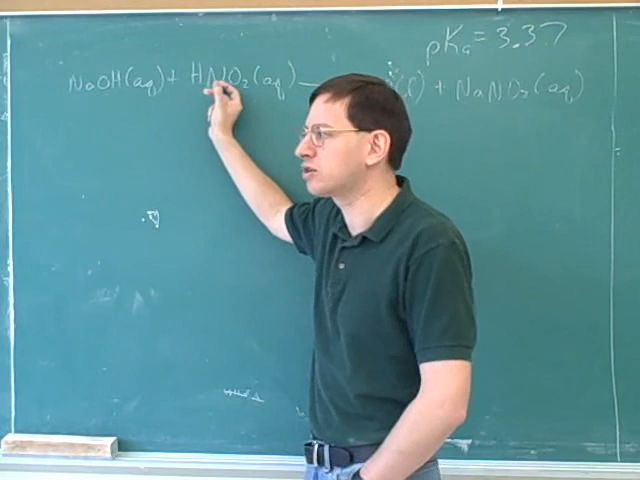 pKa = 3.37
NaOH(aq) + HNO₂(aq) — (l) + NaNO₂(aq)